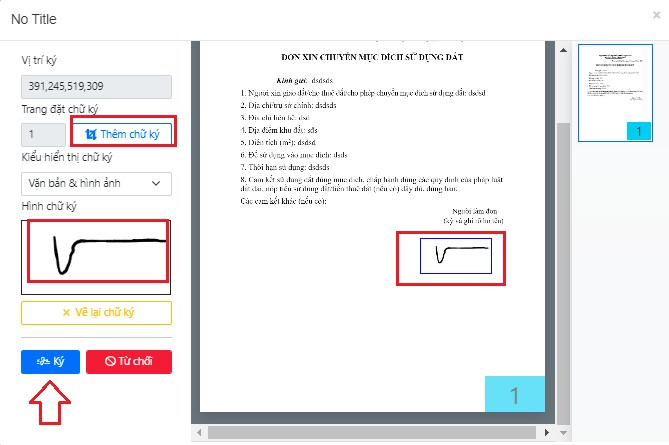 No Title
×
Vị trí ký
391,245,519,309
Trang đặt chữ ký
1
Thêm chữ ký
Kiểu hiển thị chữ ký
Văn bản & hình ảnh
Hình chữ ký
× Vẽ lại chữ ký
Ký
Từ chối
ĐƠN XIN CHUYỂN MỤC ĐÍCH SỬ DỤNG ĐẤT
Kính gửi: dsdsds
1. Người xin giao đất/cho thuê đất/cho phép chuyển mục đích sử dụng đất: dsdsd
2. Địa chỉ/trụ sở chính: dsdsds
3. Địa chỉ liên hệ: dsd
4. Địa điểm khu đất: sds
5. Diện tích (m²): dsdsd
6. Để sử dụng vào mục đích: dsds
7. Thời hạn sử dụng: dsdsds
8. Cam kết sử dụng đất đúng mục đích, chấp hành đúng các quy định của pháp luật
đất đai, nộp tiền sử dụng đất/tiền thuê đất (nếu có) đầy đủ, đúng hạn:
Các cam kết khác (nếu có):
Người làm đơn
(ký và ghi rõ họ tên)
1
1